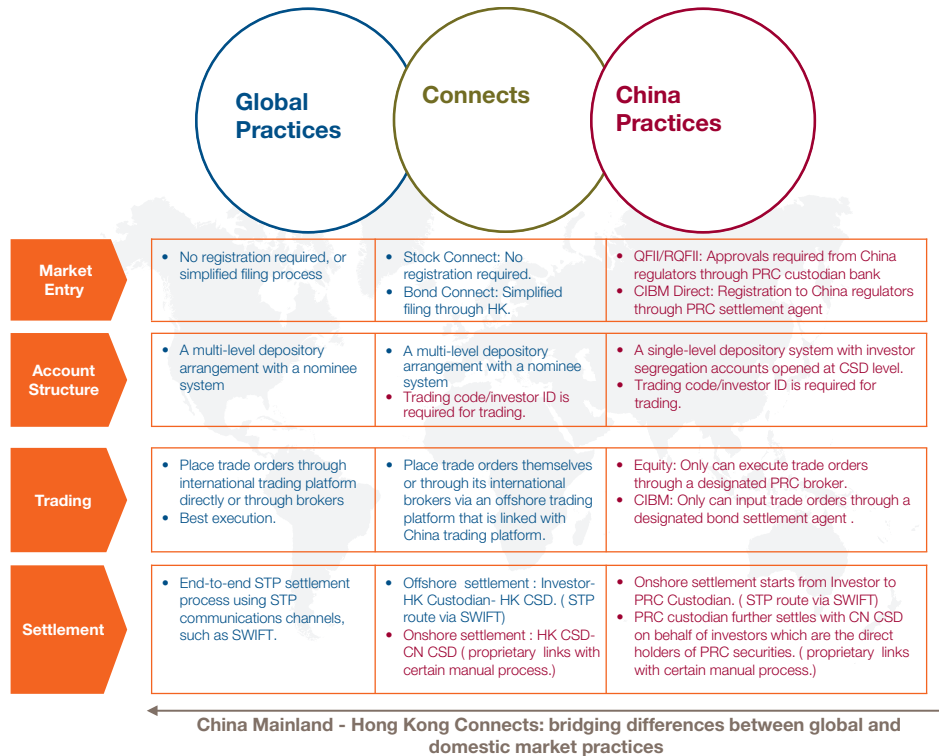 Global
Practices
Connects
China
Practices
Market
Entry
• No registration required, or
simplified filing process
• Stock Connect: No
registration required.
• Bond Connect: Simplified
filing through HK.
• QFII/RQFII: Approvals required from China
regulators through PRC custodian bank
• CIBM Direct: Registration to China regulators
through PRC settlement agent
Account
Structure
• A multi-level depository
arrangement with a nominee
system
• A multi-level depository
arrangement with a nominee
system
• Trading code/investor ID is
required for trading.
• A single-level depository system with investor
segregation accounts opened at CSD level.
• Trading code/investor ID is required for
trading.
Trading
• Place trade orders through
international trading platform
directly or through brokers
• Best execution.
• Place trade orders themselves
or through its international
brokers via an offshore trading
platform that is linked with
China trading platform.
• Equity: Only can execute trade orders
through a designated PRC broker.
• CIBM: Only can input trade orders through a
designated bond settlement agent .
Settlement
• End-to-end STP settlement
process using STP
communications channels,
such as SWIFT.
• Offshore settlement : Investor-
HK Custodian- HK CSD. ( STP
route via SWIFT)
• Onshore settlement : HK CSD-
CN CSD ( proprietary links with
certain manual process.)
• Onshore settlement starts from Investor to
PRC Custodian. ( STP route via SWIFT)
• PRC custodian further settles with CN CSD
on behalf of investors which are the direct
holders of PRC securities. ( proprietary links
with certain manual process.)
China Mainland - Hong Kong Connects: bridging differences between global and
domestic market practices